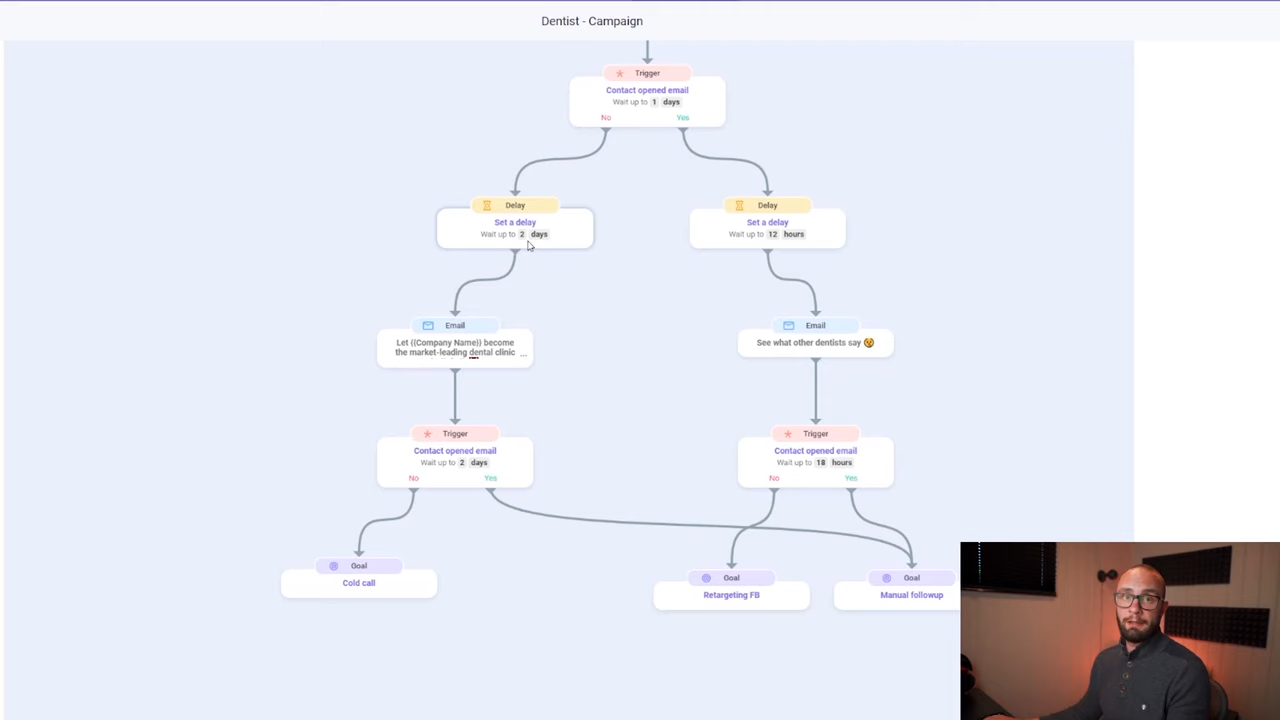 Dentist - Campaign
Trigger
Contact opened email
Wait up to 1 days
No Yes
Delay
Set a delay
Wait up to 2 days
Delay
Set a delay
Wait up to 12 hours
Email
Let {{Company Name}} become
the market-leading dental clinic
...
Email
See what other dentists say 😯
Trigger
Contact opened email
Wait up to 2 days
No Yes
Trigger
Contact opened email
Wait up to 18 hours
No Yes
Goal
Cold call
Goal
Retargeting FB
Goal
Manual followup